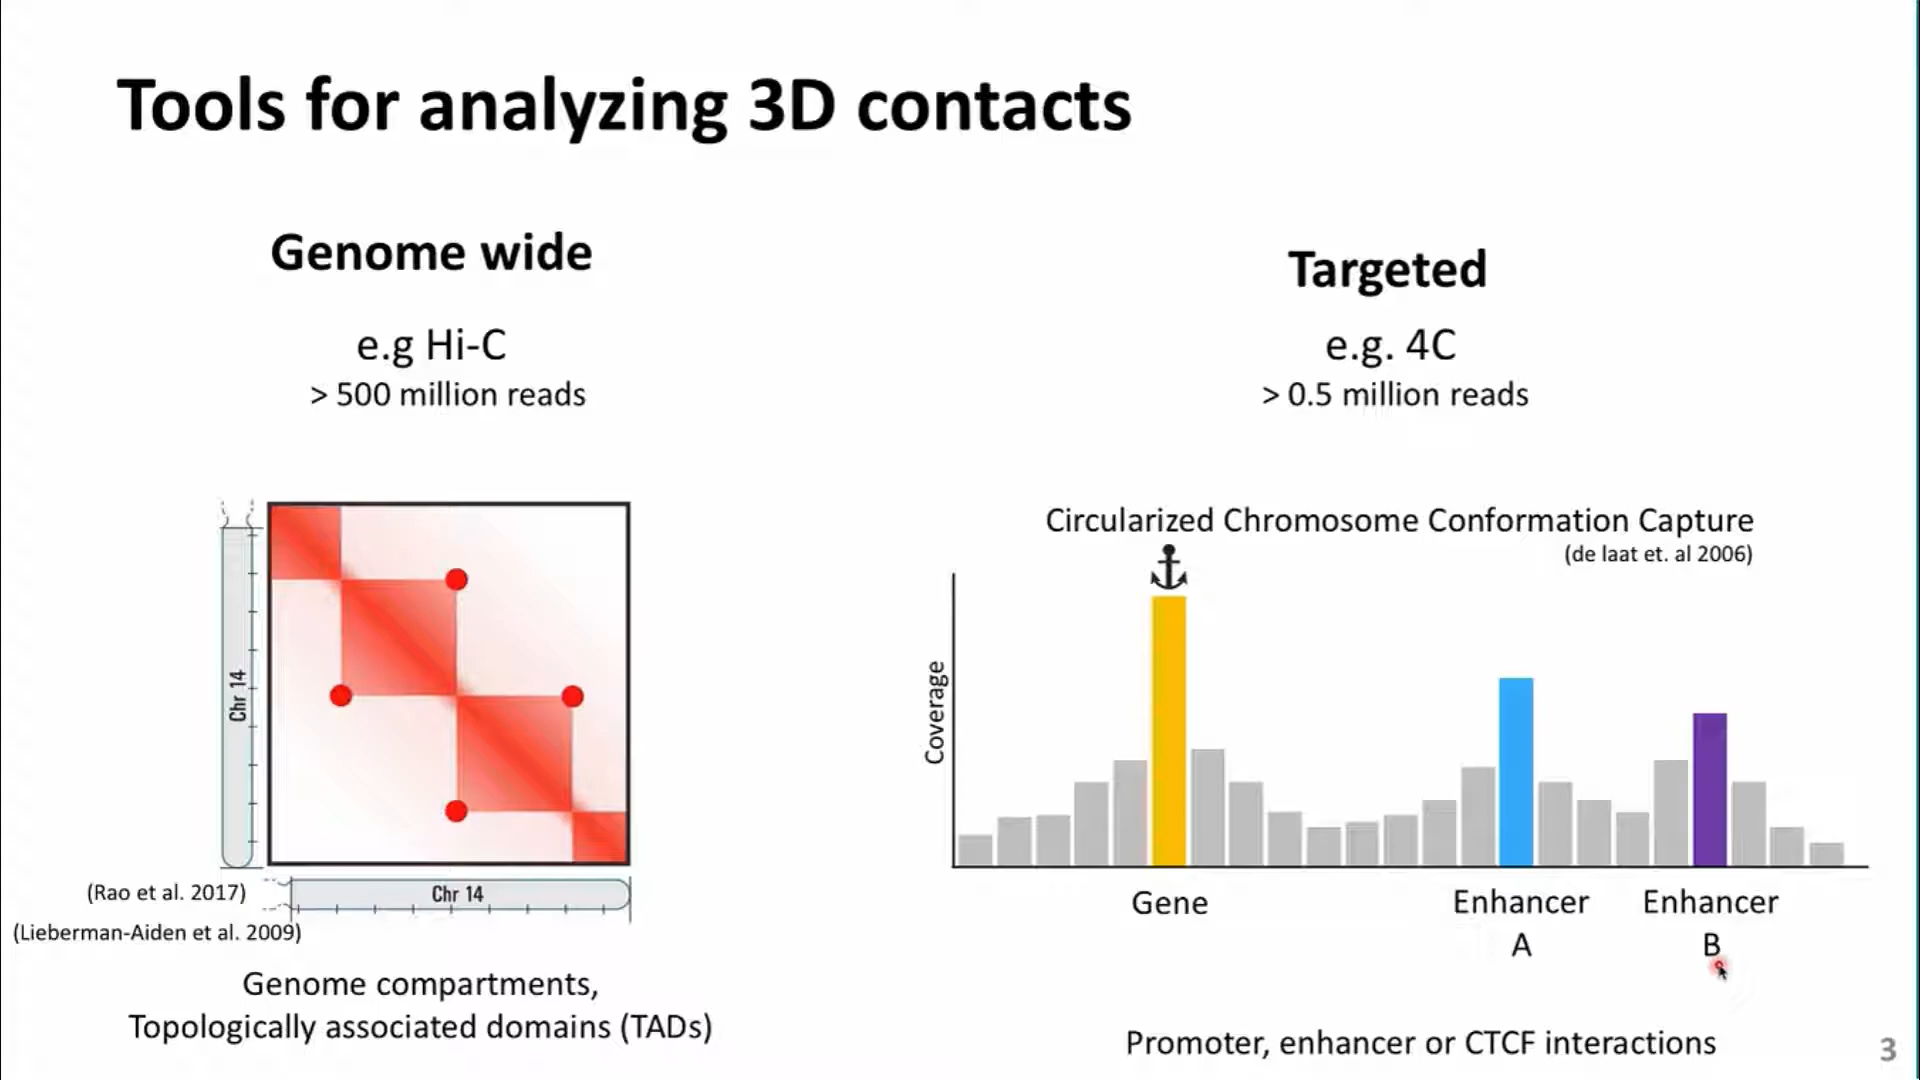 Tools for analyzing 3D contacts
Genome wide
e.g Hi-C
> 500 million reads
Chr 14
Chr 14
(Rao et al. 2017)
(Lieberman-Aiden et al. 2009)
Genome compartments,
Topologically associated domains (TADs)
Targeted
e.g. 4C
> 0.5 million reads
Circularized Chromosome Conformation Capture
(de laat et. al 2006)
Coverage
Gene
Enhancer
A
Enhancer
B
Promoter, enhancer or CTCF interactions
3